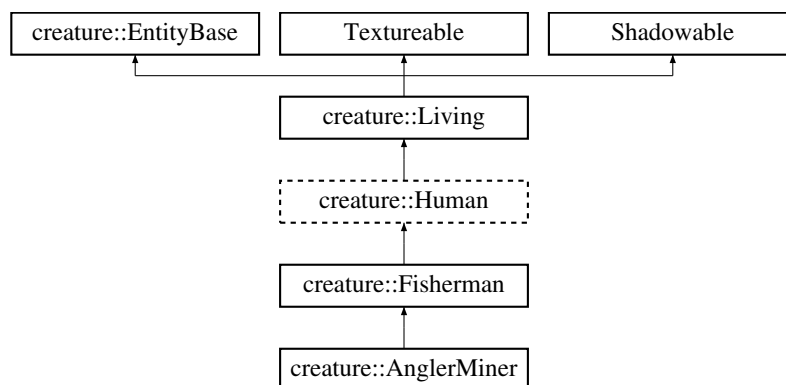 creature::EntityBase
Textureable
Shadowable
creature::Living
creature::Human
creature::Fisherman
creature::AnglerMiner